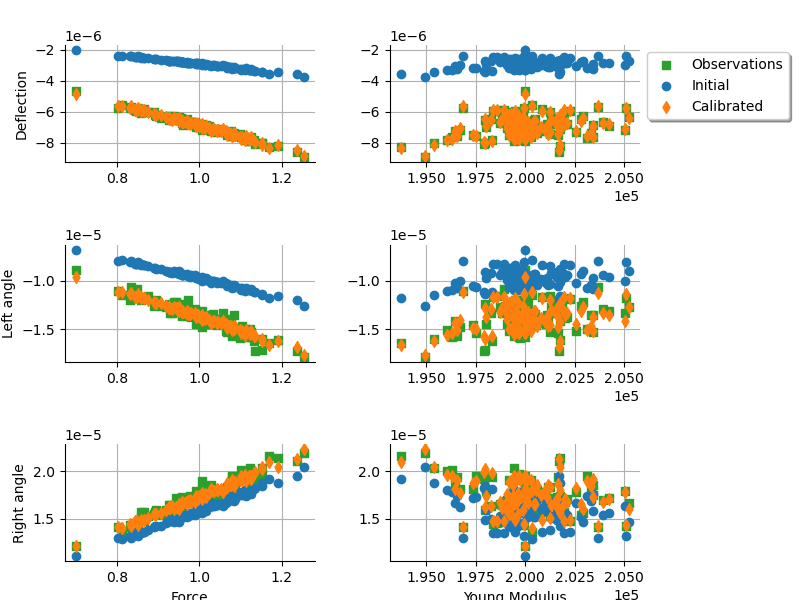 1e−6
1e−6
−2
−4
−6
−8
Deflection
0.8 1.0 1.2
−2
−4
−6
−8
1.950 1.975 2.000 2.025 2.050
1e5
Observations
Initial
Calibrated
1e−5
1e−5
−1.0
−1.5
Left angle
0.8 1.0 1.2
−1.0
−1.5
1.950 1.975 2.000 2.025 2.050
1e5
1e−5
1e−5
2.0
1.5
Right angle
0.8 1.0 1.2
Force
2.0
1.5
1.950 1.975 2.000 2.025 2.050
Young Modulus
1e5